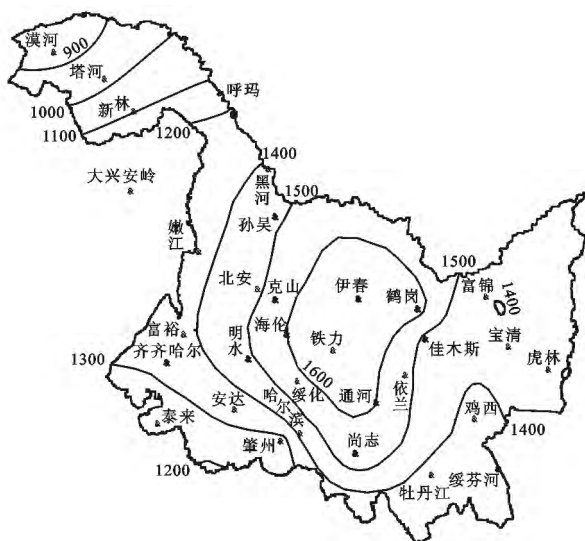 漠河
900
塔河
1000
新林
呼玛
1100
1200
1400
大兴安岭
黑河
1500
孙吴
嫩江
1500
北安
克山
伊春
鹤岗
富锦
1400
富裕
海伦
齐齐哈尔
明水
铁力
佳木斯
宝清
1300
1600
虎林
哈尔滨
绥化
通河
依兰
安达
泰来
鸡西
1400
肇州
尚志
1200
牡丹江
绥芬河